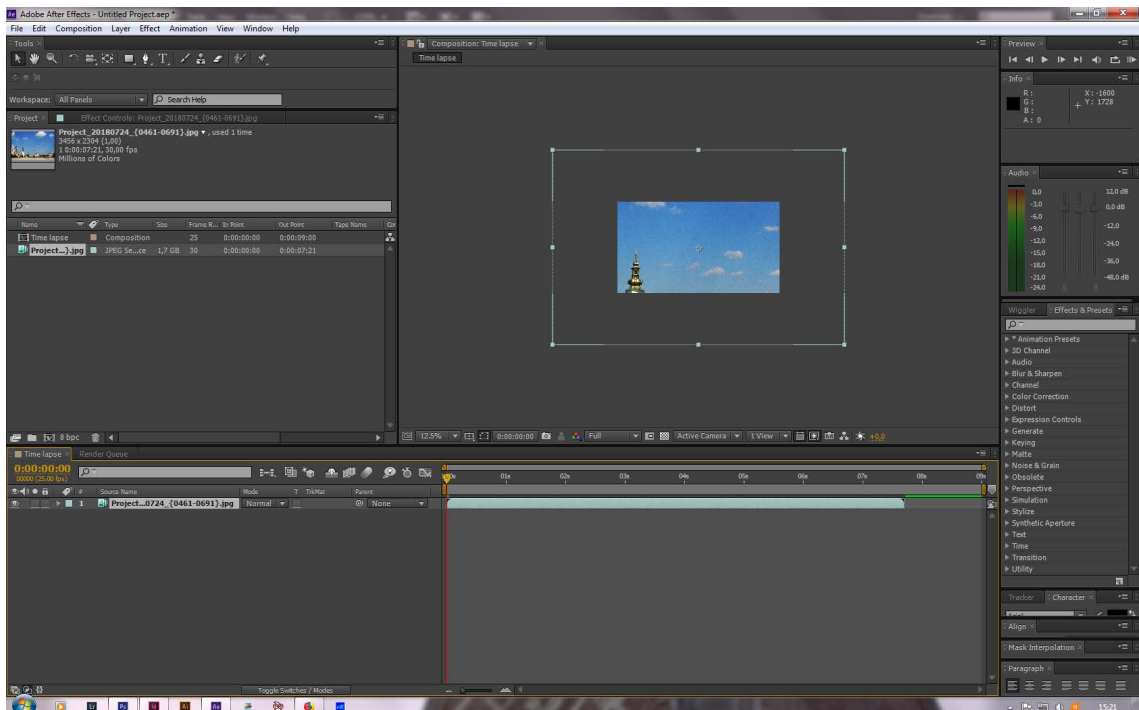 Adobe After Effects - Untitled Project.aep *
File Edit Composition Layer Effect Animation View Window Help
Tools
Workspace: All Panels Search Help
Project Effect Controls: Project_20180724_{0461-0691}.jpg
Project_20180724_{0461-0691}.jpg , used 1 time
3456 x 2304 (1,00)
1 0:00:07:21, 30,00 fps
Millions of Colors
Name Type Size Frame R... In Point Out Point Tape Name
Time lapse Composition 25 0:00:00:00 0:00:09:00
Project...}.jpg JPEG Se...ce 1,7 GB 30 0:00:00:00 0:00:07:21
8 bpc
Composition: Time lapse
Time lapse
12.5% 0:00:00:00 Full Active Camera 1 View +0,0
Preview
Info
R : X : -1600
G : Y : 1728
B :
A : 0
Audio
0,0 12,0 dB
-3,0 0,0 dB
-6,0
-9,0 -12,0
-12,0 -24,0
-15,0
-18,0 -36,0
-21,0 -48,0 dB
-24,0 0 0
Wiggler Effects & Presets
* Animation Presets
3D Channel
Audio
Blur & Sharpen
Channel
Color Correction
Distort
Expression Controls
Generate
Keying
Matte
Noise & Grain
Obsolete
Perspective
Simulation
Stylize
Synthetic Aperture
Text
Time
Transition
Utility
Tracker Character
Align
Mask Interpolation
Paragraph
Time lapse Render Queue
0:00:00:00
00000 (25.00 fps)
01s 02s 03s 04s 05s 06s 07s 08s 09s
# Source Name Mode T TrkMat Parent
1 Project...0724_{0461-0691}.jpg Normal None
Toggle Switches / Modes
Lr Ps Id Ai Ae
15:21